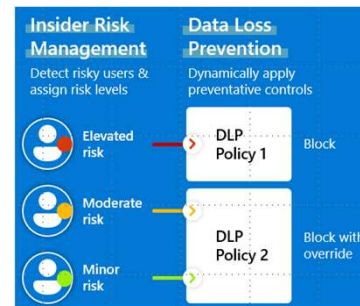 Insider Risk
Management
Detect risky users &
assign risk levels
Data Loss
Prevention
Dynamically apply
preventative controls
Elevated
risk
DLP
Policy 1
Block
Moderate
risk
DLP
Policy 2
Block with
override
Minor
risk